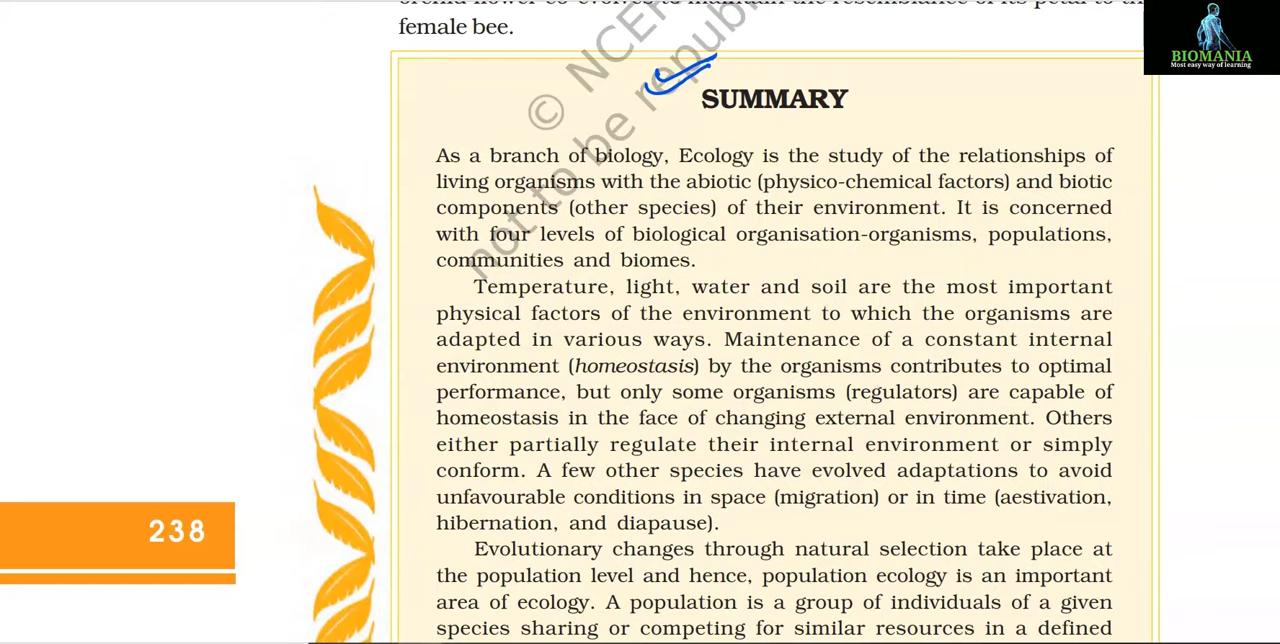 female bee.
BIOMANIA
Most easy way of learning
© NCERT
not to be republished
SUMMARY
As a branch of biology, Ecology is the study of the relationships of
living organisms with the abiotic (physico-chemical factors) and biotic
components (other species) of their environment. It is concerned
with four levels of biological organisation-organisms, populations,
communities and biomes.
Temperature, light, water and soil are the most important
physical factors of the environment to which the organisms are
adapted in various ways. Maintenance of a constant internal
environment (homeostasis) by the organisms contributes to optimal
performance, but only some organisms (regulators) are capable of
homeostasis in the face of changing external environment. Others
either partially regulate their internal environment or simply
conform. A few other species have evolved adaptations to avoid
unfavourable conditions in space (migration) or in time (aestivation,
hibernation, and diapause).
238
Evolutionary changes through natural selection take place at
the population level and hence, population ecology is an important
area of ecology. A population is a group of individuals of a given
species sharing or competing for similar resources in a defined